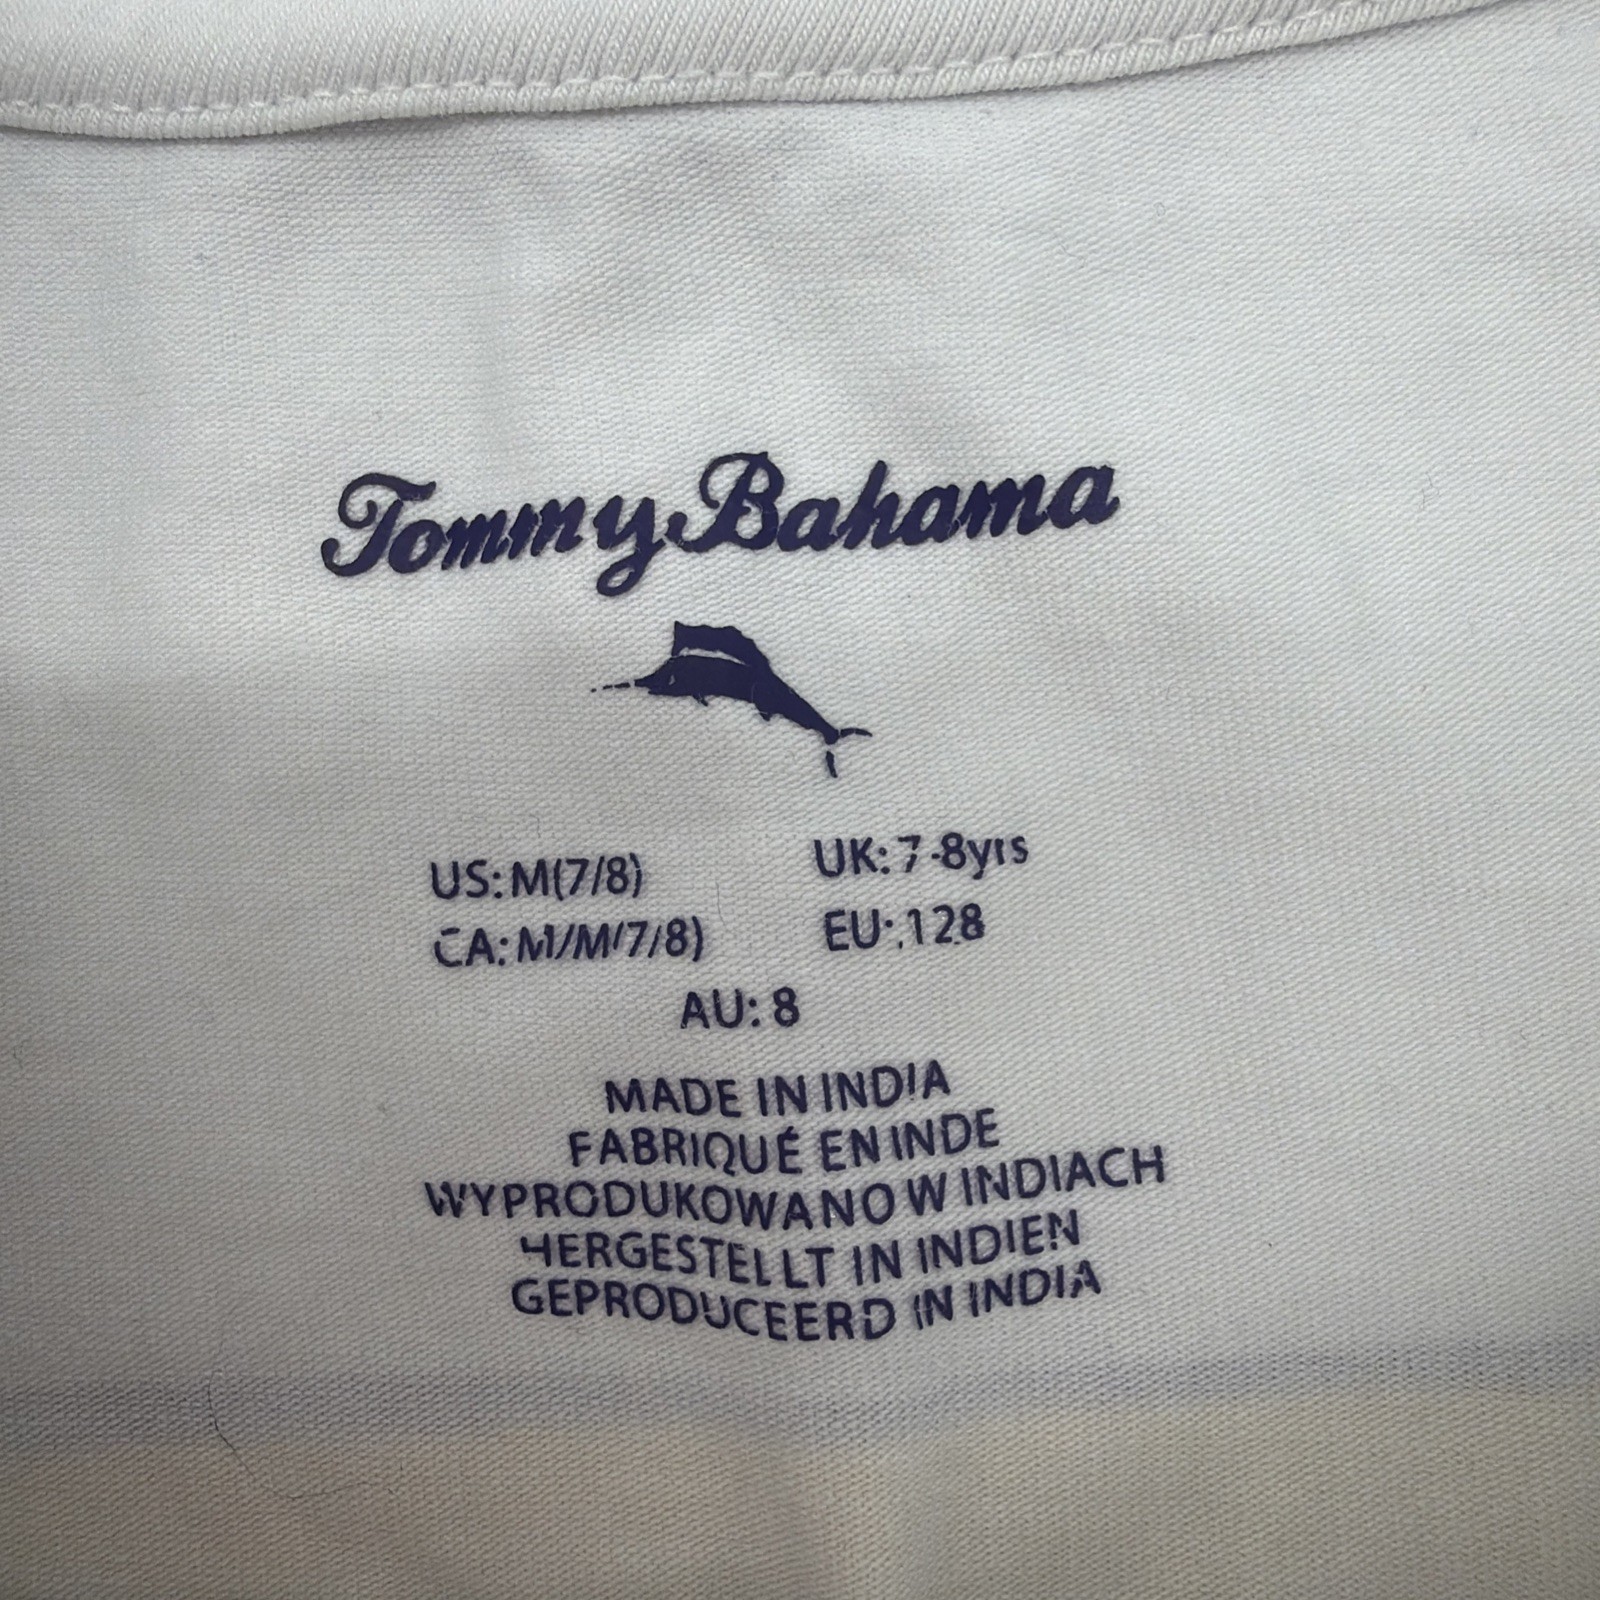 Tommy Bahama
US: M(7/8) UK: 7-8yrs
CA: M/M(7/8) EU: 128
AU: 8
MADE IN INDIA
FABRIQUÉ EN INDE
WYPRODUKOWANO W INDIACH
HERGESTELLT IN INDIEN
GEPRODUCEERD IN INDIA